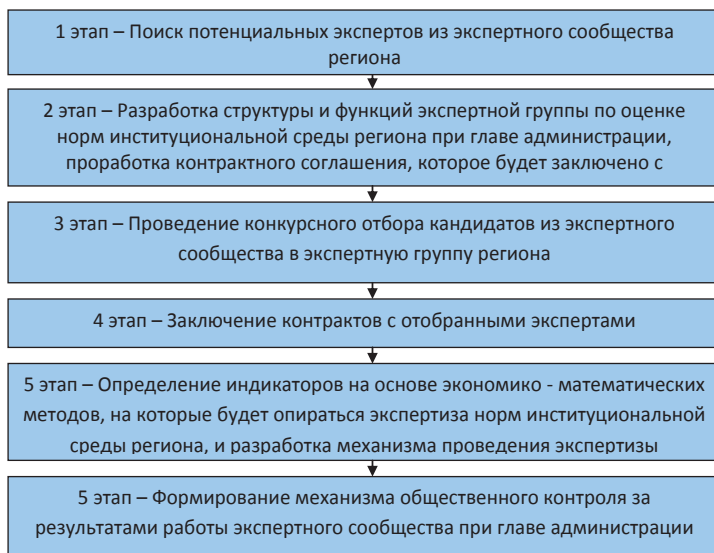 1 этап – Поиск потенциальных экспертов из экспертного сообщества
региона
2 этап – Разработка структуры и функций экспертной группы по оценке
норм институциональной среды региона при главе администрации,
проработка контрактного соглашения, которое будет заключено с
3 этап – Проведение конкурсного отбора кандидатов из экспертного
сообщества в экспертную группу региона
4 этап – Заключение контрактов с отобранными экспертами
5 этап – Определение индикаторов на основе экономико - математических
методов, на которые будет опираться экспертиза норм институциональной
среды региона, и разработка механизма проведения экспертизы
5 этап – Формирование механизма общественного контроля за
результатами работы экспертного сообщества при главе администрации